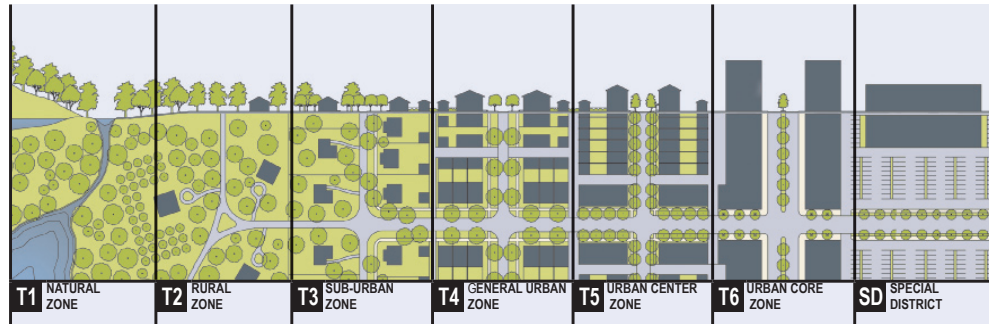 T1 NATURAL
ZONE
T2 RURAL
ZONE
T3 SUB-URBAN
ZONE
T4 GENERAL URBAN
ZONE
T5 URBAN CENTER
ZONE
T6 URBAN CORE
ZONE
SD SPECIAL
DISTRICT